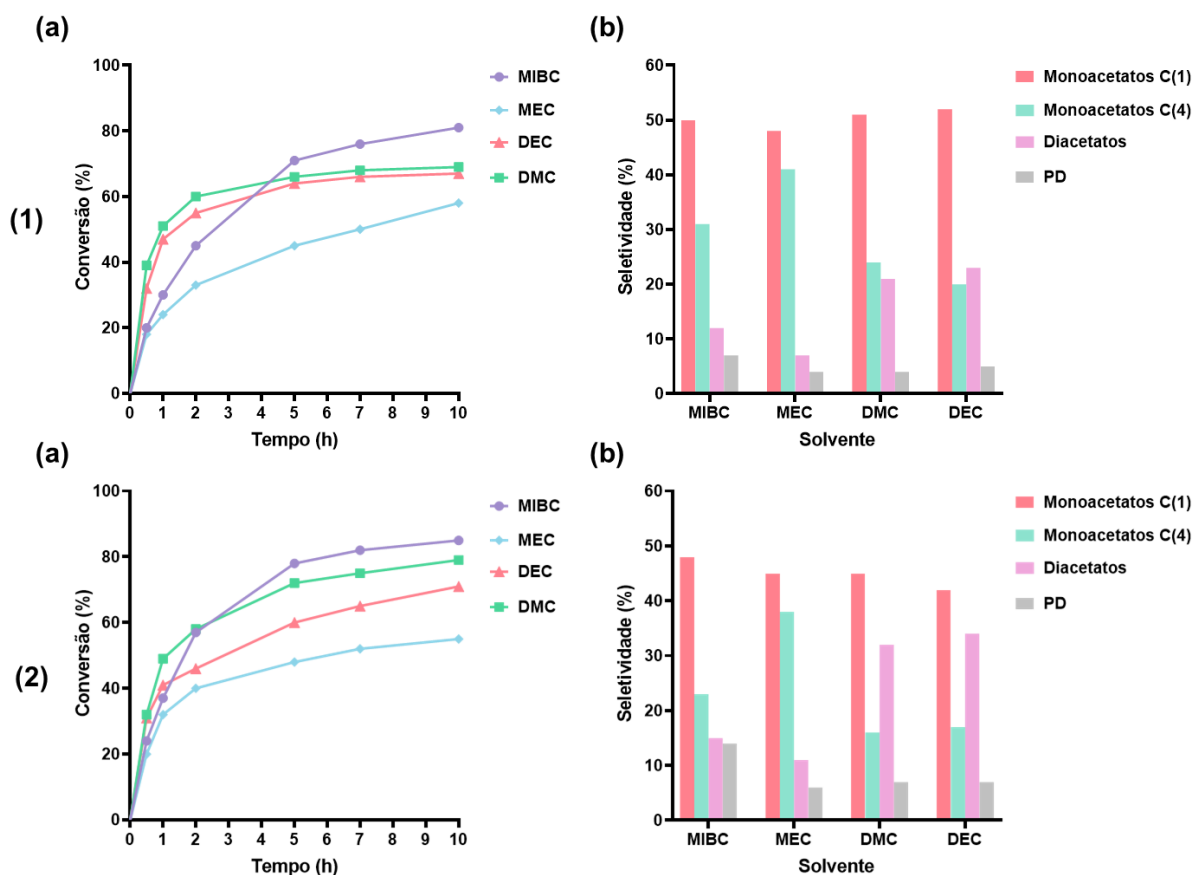 (a)
Conversão (%)
100
80
60
40
20
0
0 1 2 3 4 5 6 7 8 9 10
Tempo (h)
MIBC
MEC
DEC
DMC
(b)
Seletividade (%)
60
50
40
30
20
10
0
MIBC MEC DMC DEC
Solvente
Monoacetatos C(1)
Monoacetatos C(4)
Diacetatos
PD
(1)
(a)
Conversão (%)
100
80
60
40
20
0
0 1 2 3 4 5 6 7 8 9 10
Tempo (h)
MIBC
MEC
DEC
DMC
(b)
Seletividade (%)
60
50
40
30
20
10
0
MIBC MEC DMC DEC
Solvente
Monoacetatos C(1)
Monoacetatos C(4)
Diacetatos
PD
(2)